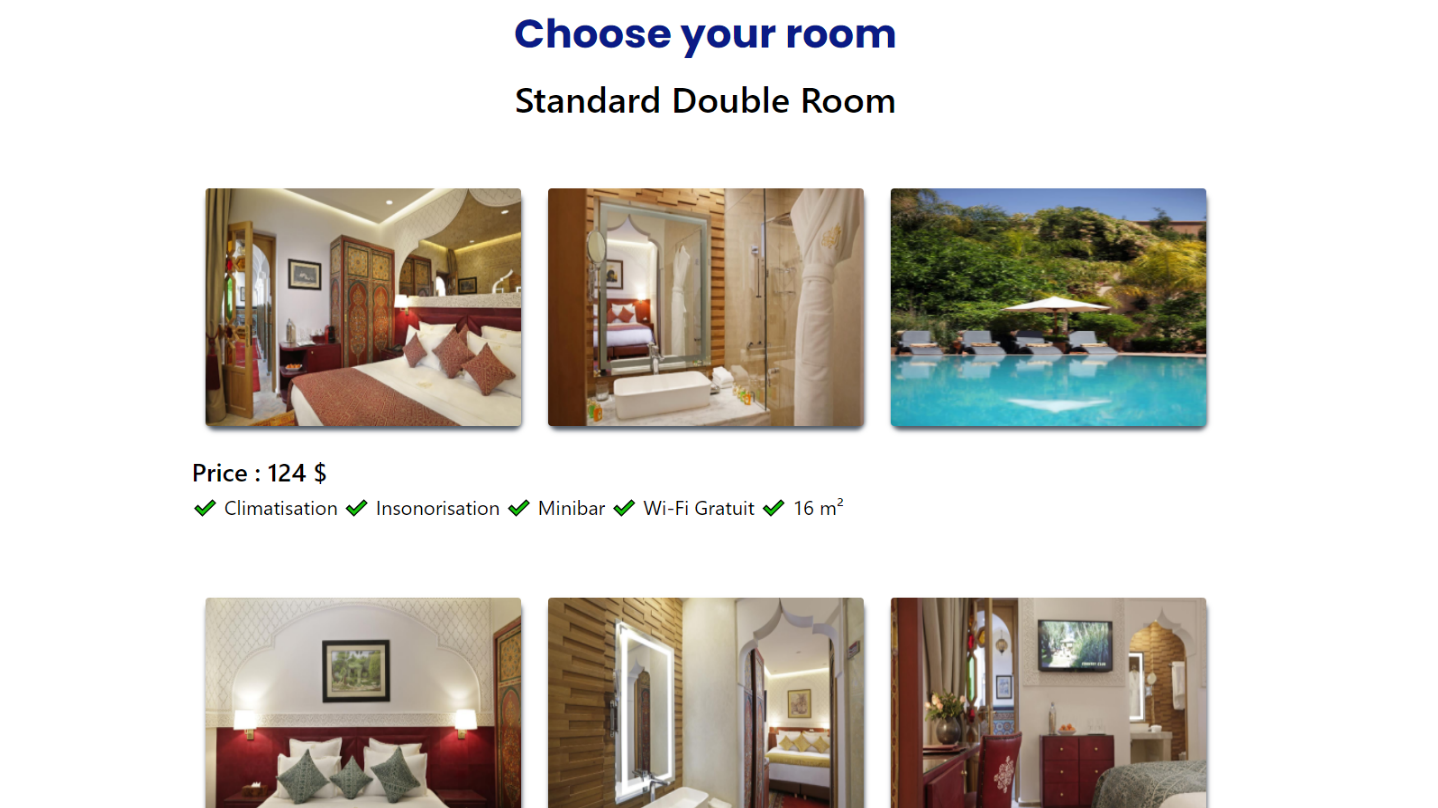 Choose your room
Standard Double Room
Price : 124 $
Climatisation Insonorisation Minibar Wi-Fi Gratuit 16 m²